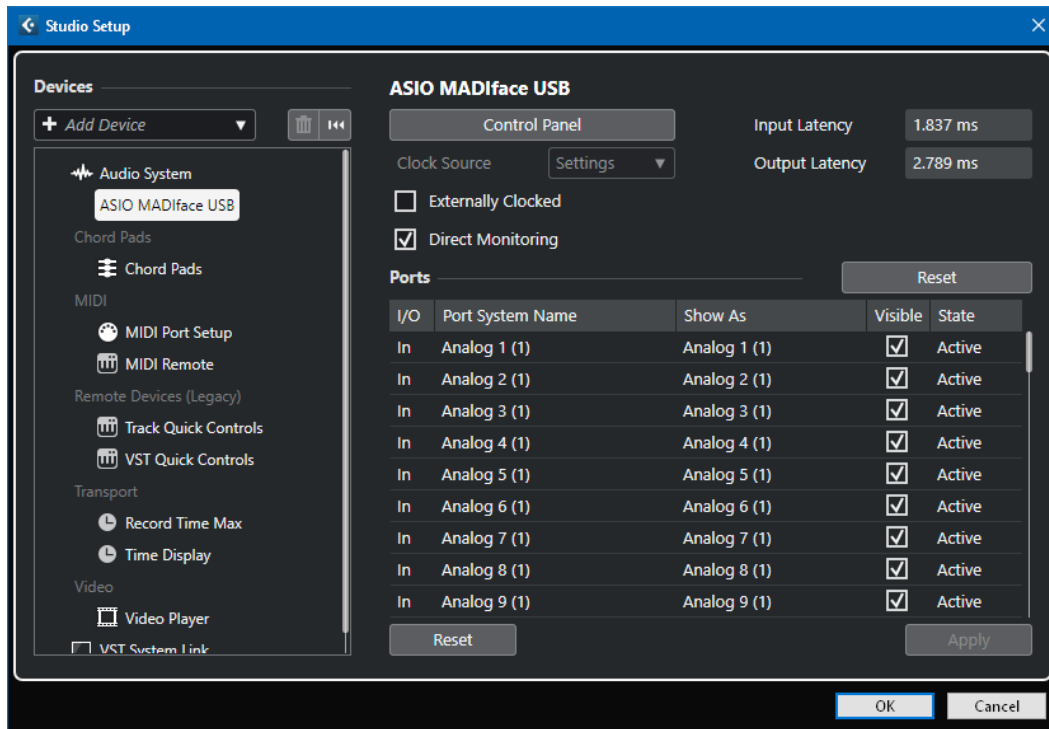 Studio Setup
Devices
Add Device
Audio System
ASIO MADIface USB
Chord Pads
Chord Pads
MIDI
MIDI Port Setup
MIDI Remote
Remote Devices (Legacy)
Track Quick Controls
VST Quick Controls
Transport
Record Time Max
Time Display
Video
Video Player
VST System Link
ASIO MADIface USB
Control Panel
Input Latency 1.837 ms
Clock Source Settings
Output Latency 2.789 ms
Externally Clocked
Direct Monitoring
Ports
Reset
I/O Port System Name Show As Visible State
In Analog 1 (1) Analog 1 (1) Active
In Analog 2 (1) Analog 2 (1) Active
In Analog 3 (1) Analog 3 (1) Active
In Analog 4 (1) Analog 4 (1) Active
In Analog 5 (1) Analog 5 (1) Active
In Analog 6 (1) Analog 6 (1) Active
In Analog 7 (1) Analog 7 (1) Active
In Analog 8 (1) Analog 8 (1) Active
In Analog 9 (1) Analog 9 (1) Active
Reset
Apply
OK
Cancel